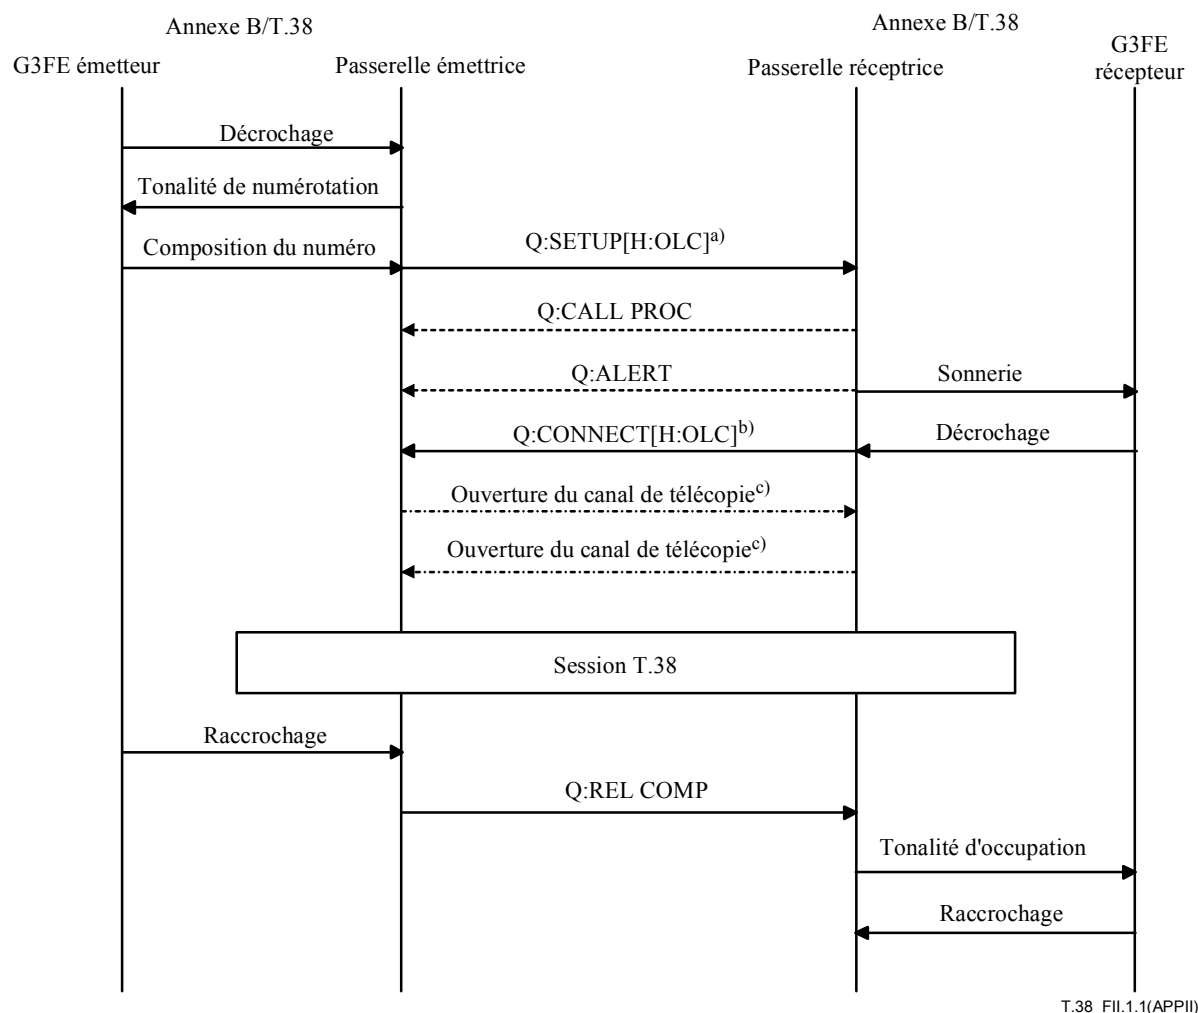 Annexe B/T.38
Annexe B/T.38
G3FE émetteur
Passerelle émettrice
Passerelle réceptrice
G3FE
récepteur
Décrochage
Tonalité de numérotation
Composition du numéro
Q:SETUP[H:OLC]a)
Q:CALL PROC
Q:ALERT
Sonnerie
Q:CONNECT[H:OLC]b)
Décrochage
Ouverture du canal de télécopiec)
Ouverture du canal de télécopiec)
Session T.38
Raccrochage
Q:REL COMP
Tonalité d'occupation
Raccrochage
T.38_FII.1.1(APPII)